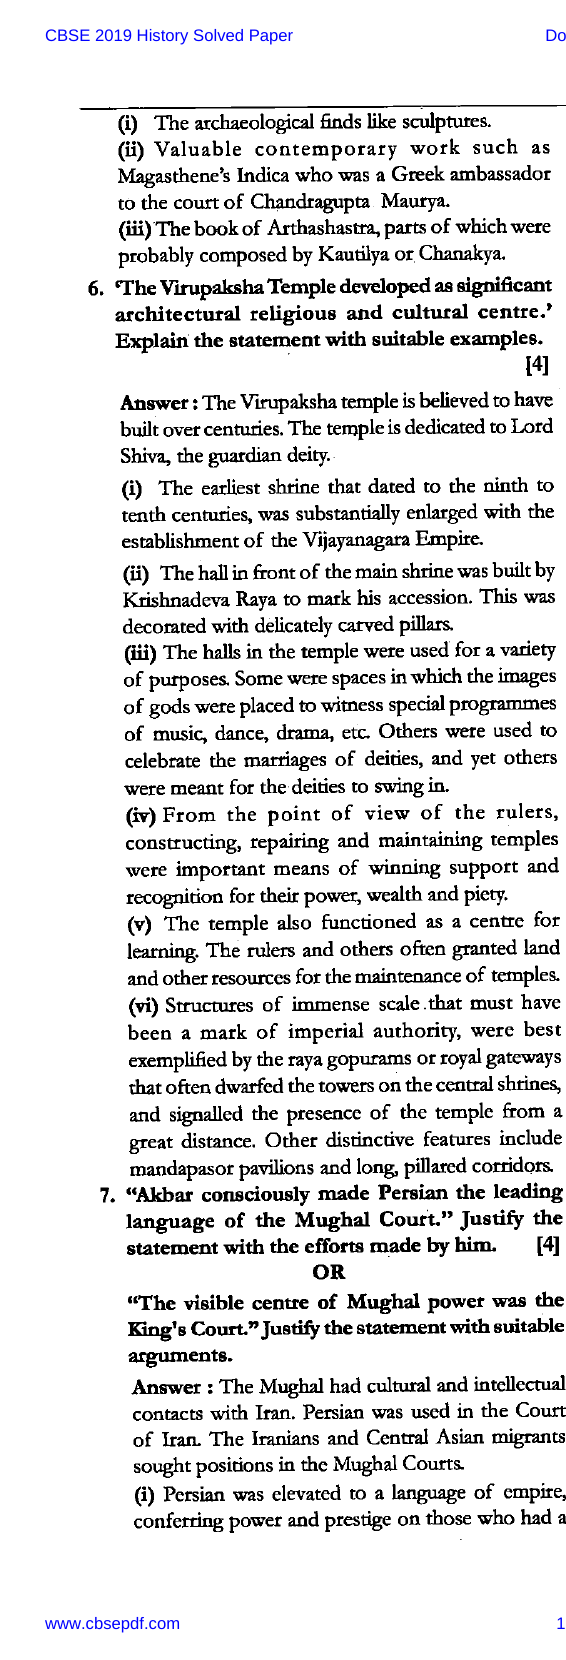 CBSE 2019 History Solved Paper
Do
(i) The archaeological finds like sculptures.
(ii) Valuable contemporary work such as
Magasthene's Indica who was a Greek ambassador
to the court of Chandragupta Maurya.
(iii) The book of Arthashastra, parts of which were
probably composed by Kautilya or Chanakya.
6. 'The Virupaksha Temple developed as significant
architectural religious and cultural centre.'
Explain the statement with suitable examples.
[4]
Answer : The Virupaksha temple is believed to have
built over centuries. The temple is dedicated to Lord
Shiva, the guardian deity.
(i) The earliest shrine that dated to the ninth to
tenth centuries, was substantially enlarged with the
establishment of the Vijayanagara Empire.
(ii) The hall in front of the main shrine was built by
Krishnadeva Raya to mark his accession. This was
decorated with delicately carved pillars.
(iii) The halls in the temple were used for a variety
of purposes. Some were spaces in which the images
of gods were placed to witness special programmes
of music, dance, drama, etc. Others were used to
celebrate the marriages of deities, and yet others
were meant for the deities to swing in.
(iv) From the point of view of the rulers,
constructing, repairing and maintaining temples
were important means of winning support and
recognition for their power, wealth and piety.
(v) The temple also functioned as a centre for
learning. The rulers and others often granted land
and other resources for the maintenance of temples.
(vi) Structures of immense scale that must have
been a mark of imperial authority, were best
exemplified by the raya gopurams or royal gateways
that often dwarfed the towers on the central shrines,
and signalled the presence of the temple from a
great distance. Other distinctive features include
mandapasor pavilions and long, pillared corridors.
7. "Akbar consciously made Persian the leading
language of the Mughal Court." Justify the
statement with the efforts made by him. [4]
OR
"The visible centre of Mughal power was the
King's Court." Justify the statement with suitable
arguments.
Answer : The Mughal had cultural and intellectual
contacts with Iran. Persian was used in the Court
of Iran. The Iranians and Central Asian migrants
sought positions in the Mughal Courts.
(i) Persian was elevated to a language of empire,
conferring power and prestige on those who had a
www.cbsepdf.com
1